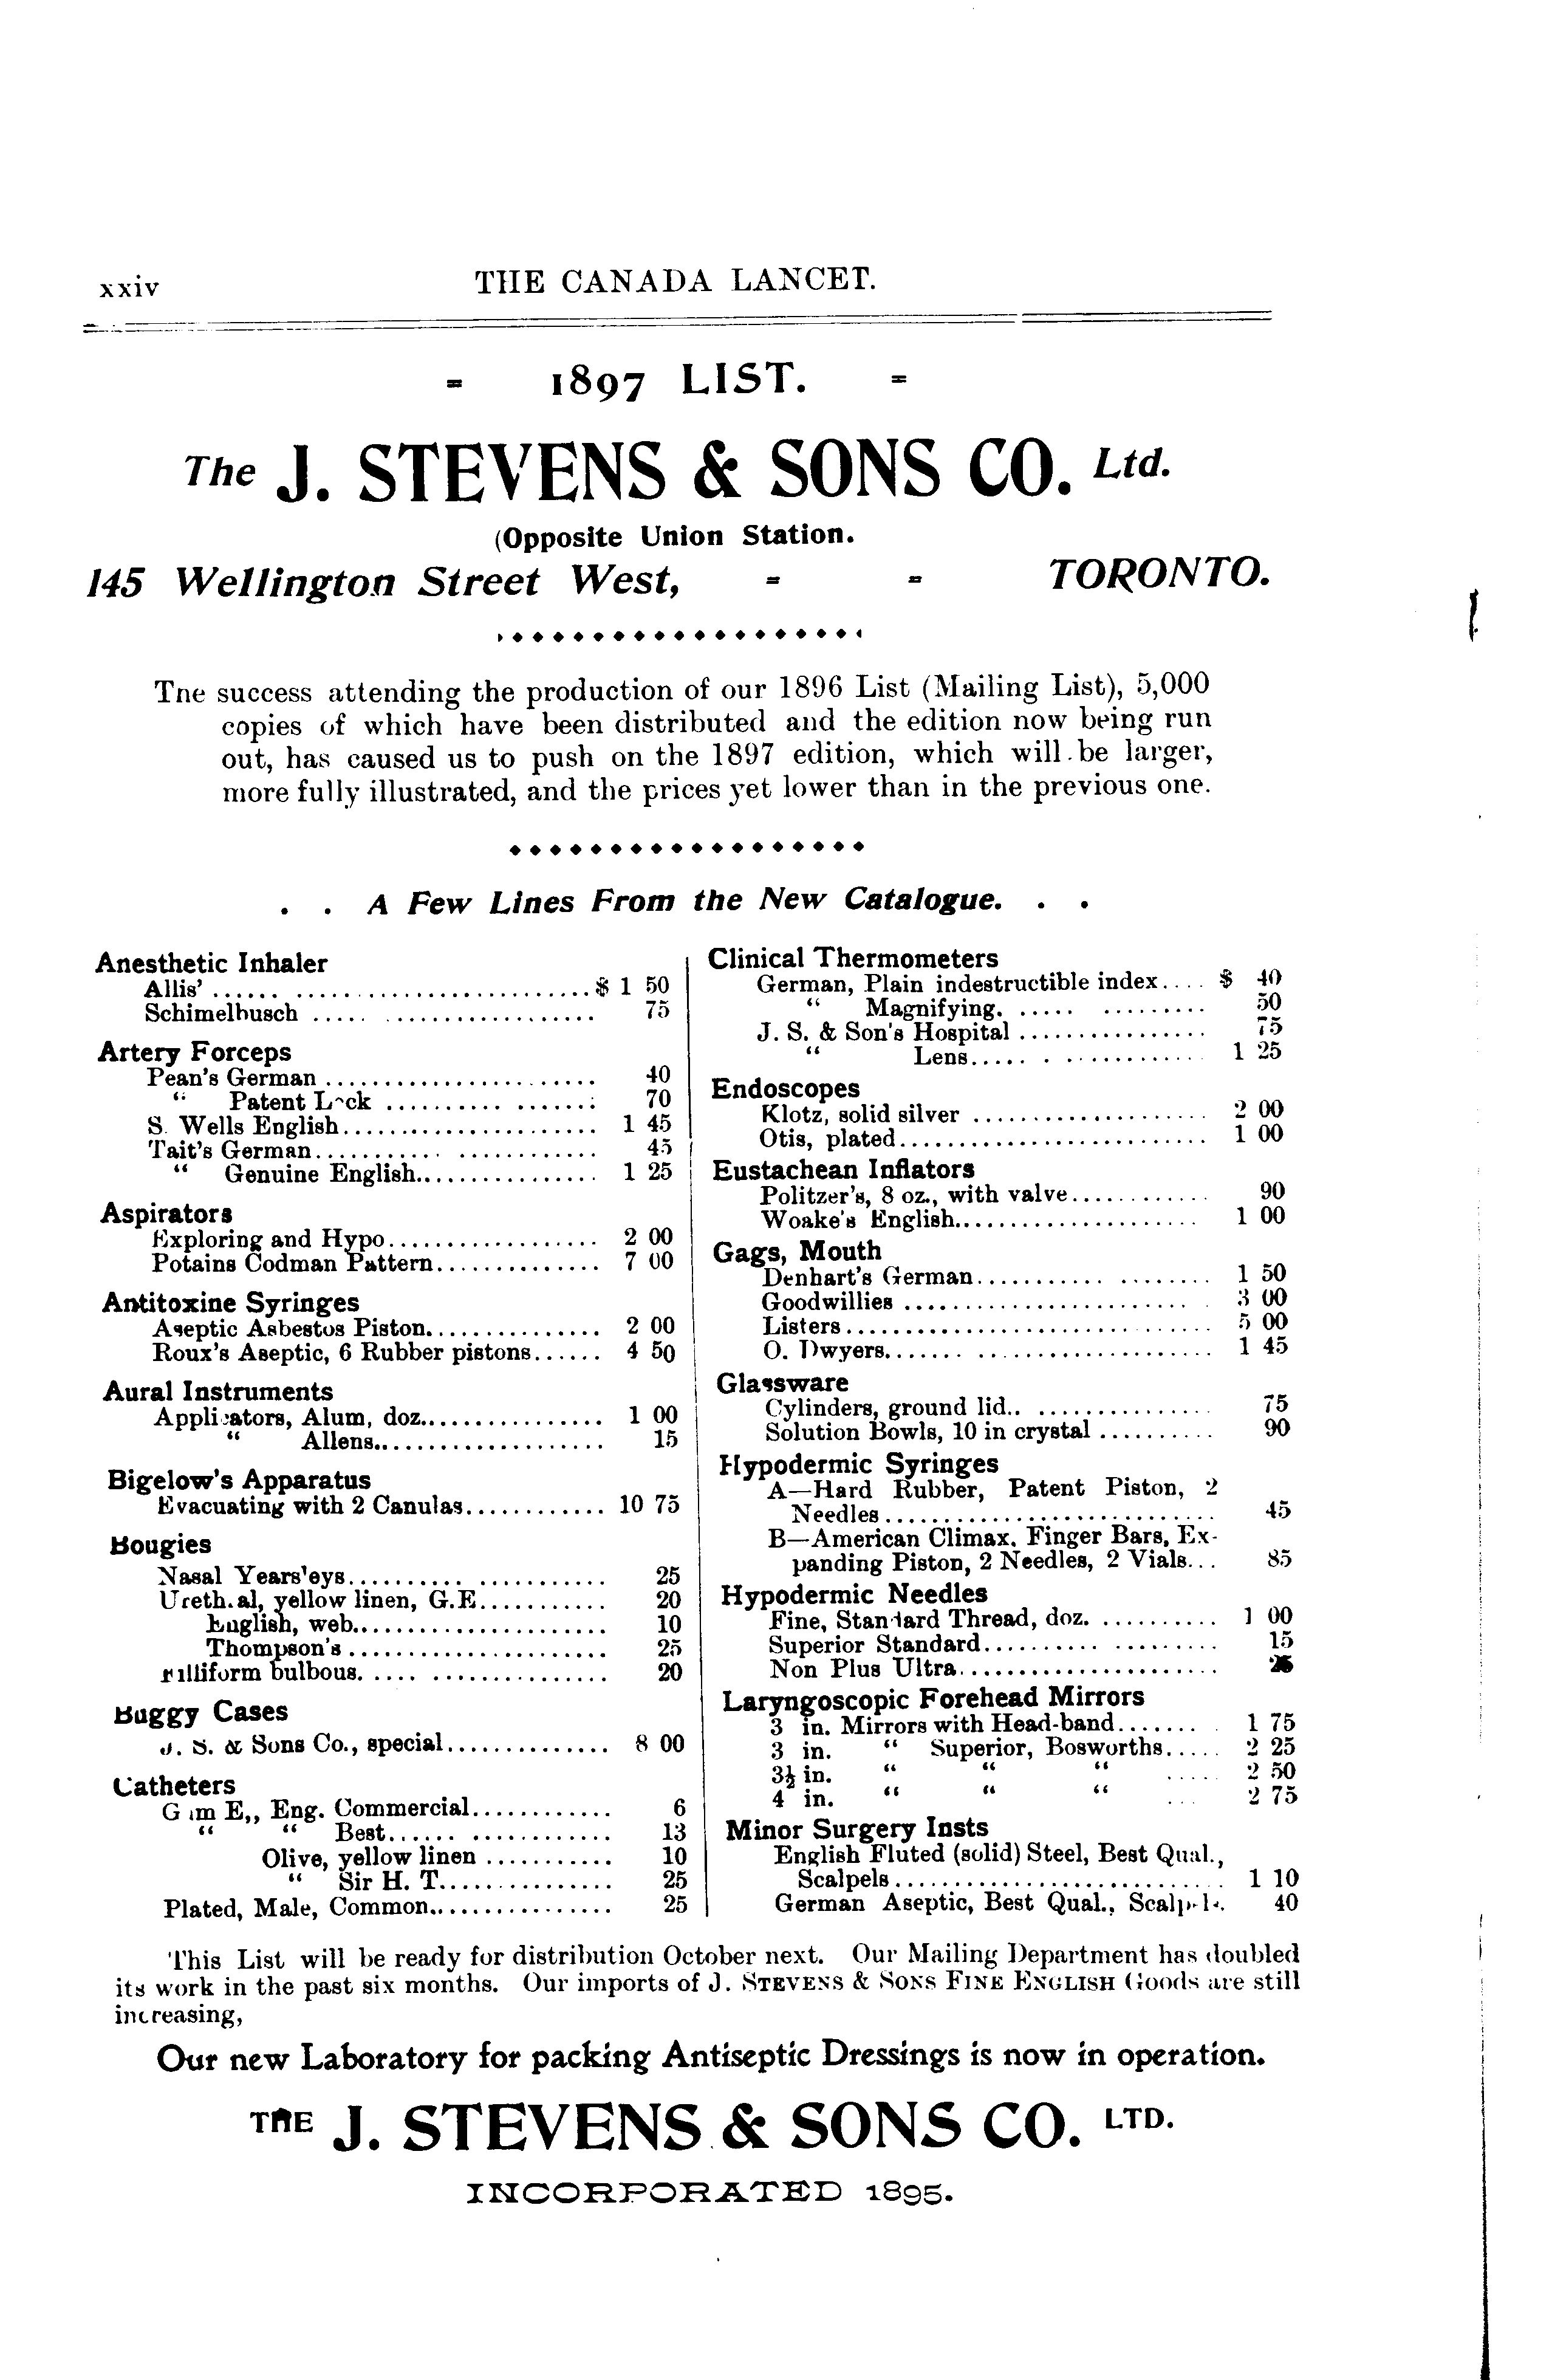 xxiv THE CANADA LANCET.
= 1897 LIST. =
The J. STEVENS & SONS CO. Ltd.
(Opposite Union Station.
145 Wellington Street West, = = TORONTO.
The success attending the production of our 1896 List (Mailing List), 5,000
copies of which have been distributed and the edition now being run
out, has caused us to push on the 1897 edition, which will be larger,
more fully illustrated, and the prices yet lower than in the previous one.
. . A Few Lines From the New Catalogue. . .
Anesthetic Inhaler
Allis' ........ $ 1 50
Schimelbusch ........ 75
Artery Forceps
Pean's German ........ 40
“ Patent Lock ........ 70
S. Wells English ........ 1 45
Tait's German ........ 45
“ Genuine English ........ 1 25
Aspirators
Exploring and Hypo ........ 2 00
Potains Codman Pattern ........ 7 00
Antitoxine Syringes
Aseptic Asbestos Piston ........ 2 00
Roux's Aseptic, 6 Rubber pistons ...... 4 50
Aural Instruments
Applicators, Alum, doz ........ 1 00
“ Allens ........ 15
Bigelow's Apparatus
Evacuating with 2 Canulas ........ 10 75
Bougies
Nasal Years'eys ........ 25
Urethral, yellow linen, G.E ........ 20
English, web ........ 10
Thompson's ........ 25
Filliform bulbous ........ 20
Buggy Cases
J. S. & Sons Co., special ........ 8 00
Catheters
Gum E,, Eng. Commercial ........ 6
“ “ Best ........ 13
Olive, yellow linen ........ 10
“ Sir H. T. ........ 25
Plated, Male, Common ........ 25
Clinical Thermometers
German, Plain indestructible index .... $ 40
“ Magnifying. ........ 50
J. S. & Son's Hospital ........ 75
“ Lens ........ 1 25
Endoscopes
Klotz, solid silver ........ 2 00
Otis, plated ........ 1 00
Eustachean Inflators
Politzer's, 8 oz., with valve ........ 90
Woake's English ........ 1 00
Gags, Mouth
Denhart's German ........ 1 50
Goodwillies ........ 3 00
Listers ........ 5 00
O. Dwyers ........ 1 45
Glassware
Cylinders, ground lid ........ 75
Solution Bowls, 10 in crystal ........ 90
Hypodermic Syringes
A—Hard Rubber, Patent Piston, 2
Needles ........ 45
B—American Climax. Finger Bars, Ex-
panding Piston, 2 Needles, 2 Vials... 85
Hypodermic Needles
Fine, Standard Thread, doz. ........ 1 00
Superior Standard ........ 15
Non Plus Ultra ........
Laryngoscopic Forehead Mirrors
3 in. Mirrors with Head-band ....... 1 75
3 in. “ Superior, Bosworths ..... 2 25
3½ in. “ “ “ ..... 2 50
4 in. “ “ “ ... 2 75
Minor Surgery Insts
English Fluted (solid) Steel, Best Qual.,
Scalpels ........ 1 10
German Aseptic, Best Qual., Scalpels. 40
This List will be ready for distribution October next. Our Mailing Department has doubled
its work in the past six months. Our imports of J. STEVENS & SONS FINE ENGLISH Goods are still
increasing,
Our new Laboratory for packing Antiseptic Dressings is now in operation.
THE J. STEVENS & SONS CO. LTD.
INCORPORATED 1895.